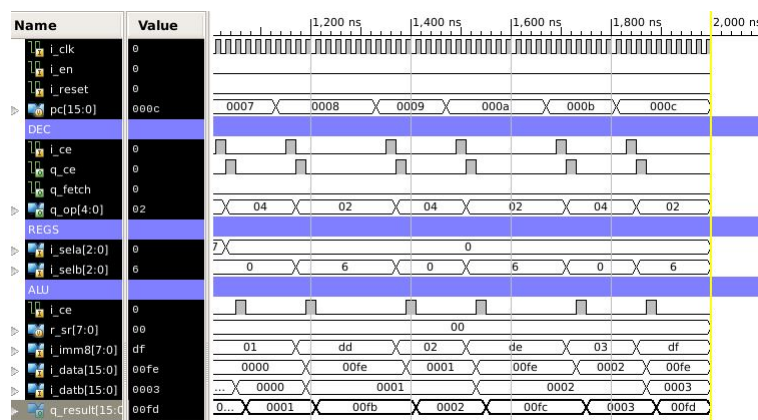 Name Value 1,200 ns 1,400 ns 1,600 ns 1,800 ns 2,000 ns
i_clk 0
i_en 0
i_reset 0
pc[15:0] 000c 0007 0008 0009 000a 000b 000c
DEC
i_ce 0
q_ce 0
q_fetch 0
q_op[4:0] 02 04 02 04 02 04 02
REGS
i_sela[2:0] 0 7 0
i_selb[2:0] 6 0 6 0 6 0 6
ALU
i_ce 0
r_sr[7:0] 00 00
i_imm8[7:0] df 01 dd 02 de 03 df
i_data[15:0] 00fe 0000 00fe 0001 00fe 0002 00fe
i_datb[15:0] 0003 ... 0000 0001 0002 0003
q_result[15:0 00fd 0... 0001 00fb 0002 00fc 0003 00fd